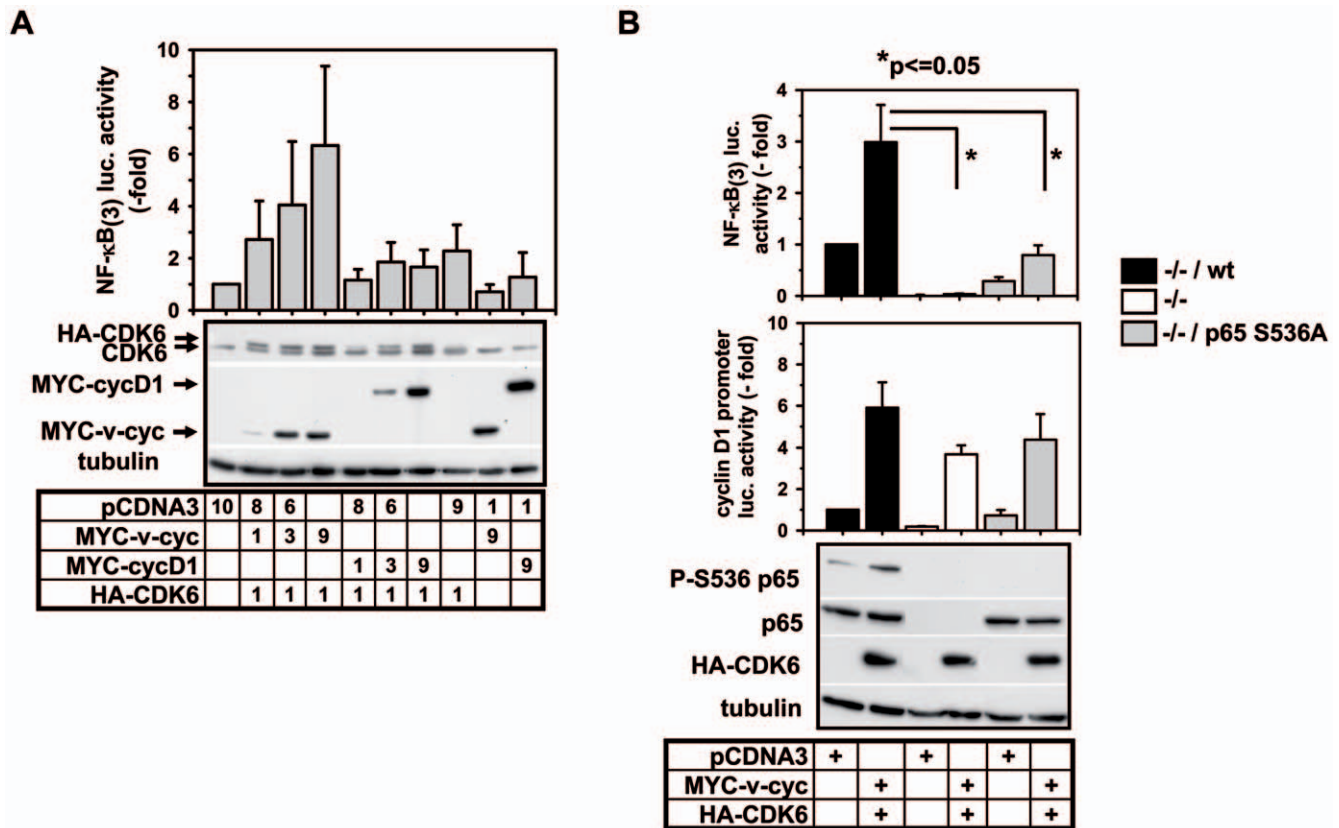 A
NF-κB(3) luc. activity
(-fold)
10
8
6
4
2
0
HA-CDK6
CDK6
MYC-cycD1
MYC-v-cyc
tubulin
pCDNA3 10 8 6 8 6 9 1 1
MYC-v-cyc 1 3 9 9
MYC-cycD1 1 3 9 9
HA-CDK6 1 1 1 1 1 1 1
B
*p<=0.05
NF-κB(3) luc.
activity (- fold)
4
3
2
1
0
*
*
-/- / wt
-/-
-/- / p65 S536A
cyclin D1 promoter
luc. activity (- fold)
10
8
6
4
2
0
P-S536 p65
p65
HA-CDK6
tubulin
pCDNA3 + + +
MYC-v-cyc + + +
HA-CDK6 + + +